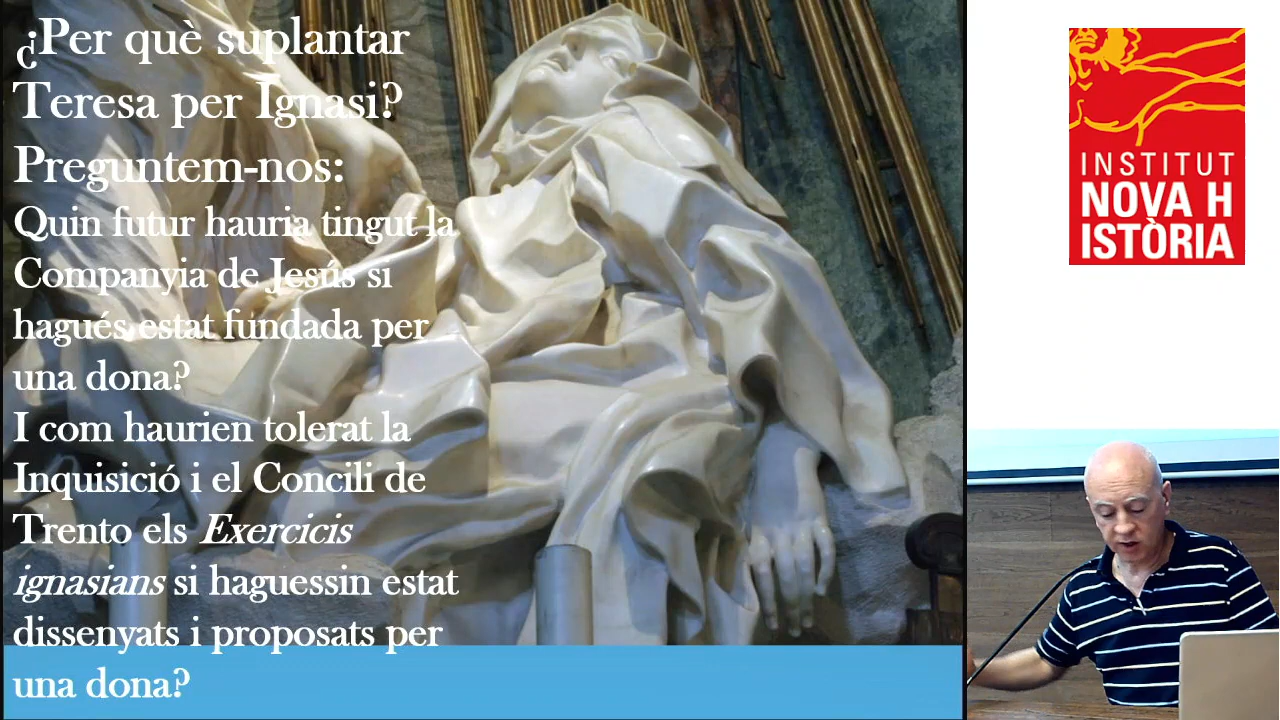 ¿Per què suplantar
Teresa per Ignasi?
Preguntem-nos:
Quin futur hauria tingut la
Companyia de Jesús si
hagués estat fundada per
una dona?
I com haurien tolerat la
Inquisició i el Concili de
Trento els Exercicis
ignasians si haguessin estat
dissenyats i proposats per
una dona?
INSTITUT
NOVA H
ISTÒRIA